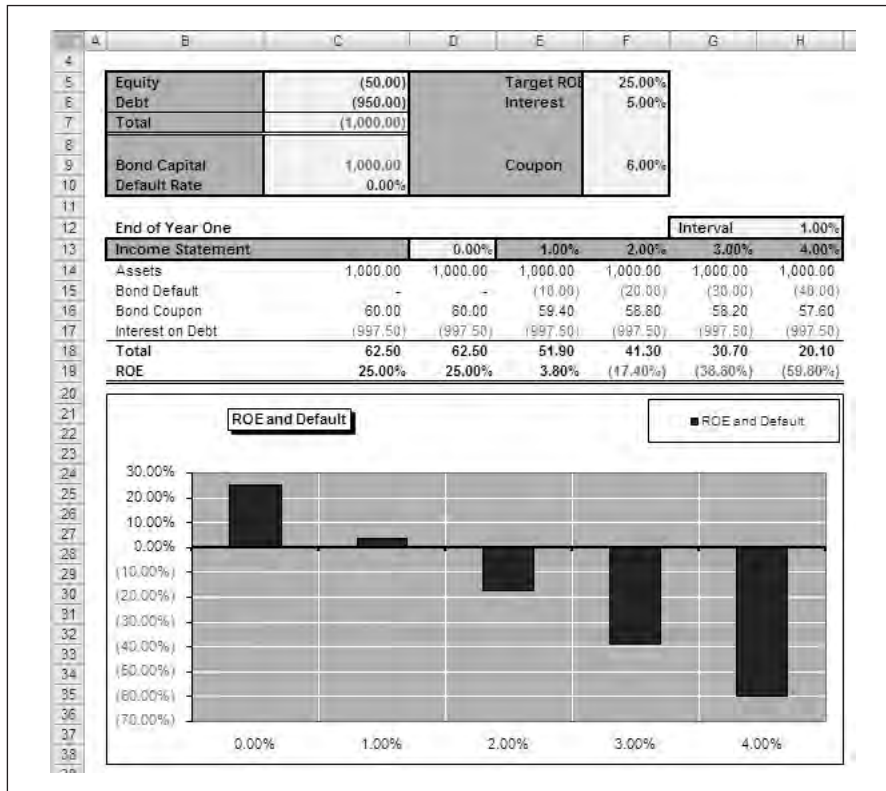 A B C D E F G H
4
5 Equity (50.00) Target ROE 25.00%
6 Debt (950.00) Interest 5.00%
7 Total (1,000.00)
8
9 Bond Capital 1,000.00 Coupon 6.00%
10 Default Rate 0.00%
11
12 End of Year One Interval 1.00%
13 Income Statement 0.00% 1.00% 2.00% 3.00% 4.00%
14 Assets 1,000.00 1,000.00 1,000.00 1,000.00 1,000.00 1,000.00
15 Bond Default - - (10.00) (20.00) (30.00) (40.00)
16 Bond Coupon 60.00 60.00 59.40 58.80 58.20 57.60
17 Interest on Debt (997.50) (997.50) (997.50) (997.50) (997.50) (997.50)
18 Total 62.50 62.50 51.90 41.30 30.70 20.10
19 ROE 25.00% 25.00% 3.80% (17.40%) (38.60%) (59.80%)
20
21 ROE and Default ROE and Default
22
23
24 30.00%
25 20.00%
26 10.00%
27 0.00%
28
29 (10.00%)
30 (20.00%)
31 (30.00%)
32 (40.00%)
33 (50.00%)
34
35 (60.00%)
36 (70.00%)
37
38 0.00% 1.00% 2.00% 3.00% 4.00%